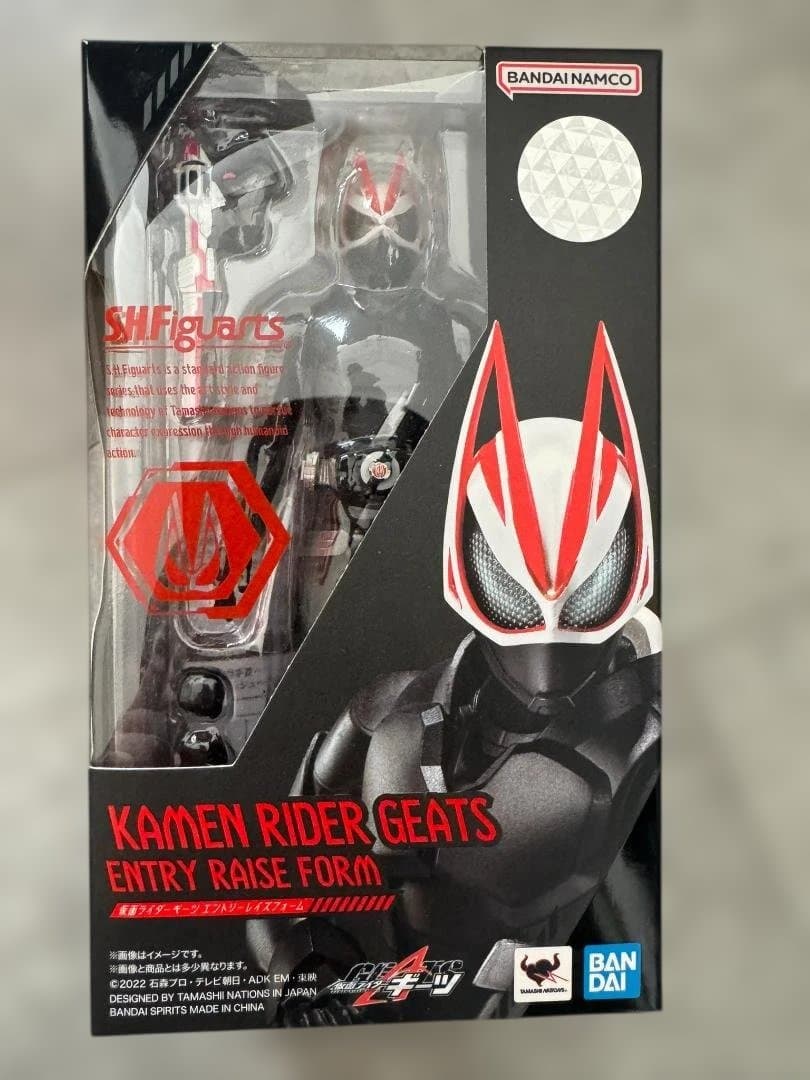 BANDAI NAMCO
S.H.Figuarts
S.H.Figuarts is a standard action figure
series that uses the art style and
technology of Tamashii Nations to pursue
character expression through humanoid
action.
KAMEN RIDER GEATS
ENTRY RAISE FORM
仮面ライダーギーツ エントリーレイズフォーム
※画像はイメージです。
※画像と商品とは多少異なります。
©2022 石森プロ・テレビ朝日・ADK EM・東映
DESIGNED BY TAMASHII NATIONS IN JAPAN
BANDAI SPIRITS MADE IN CHINA
GEATS
仮面ライダーギーツ
TAMASHII NATIONS
BAN
DAI